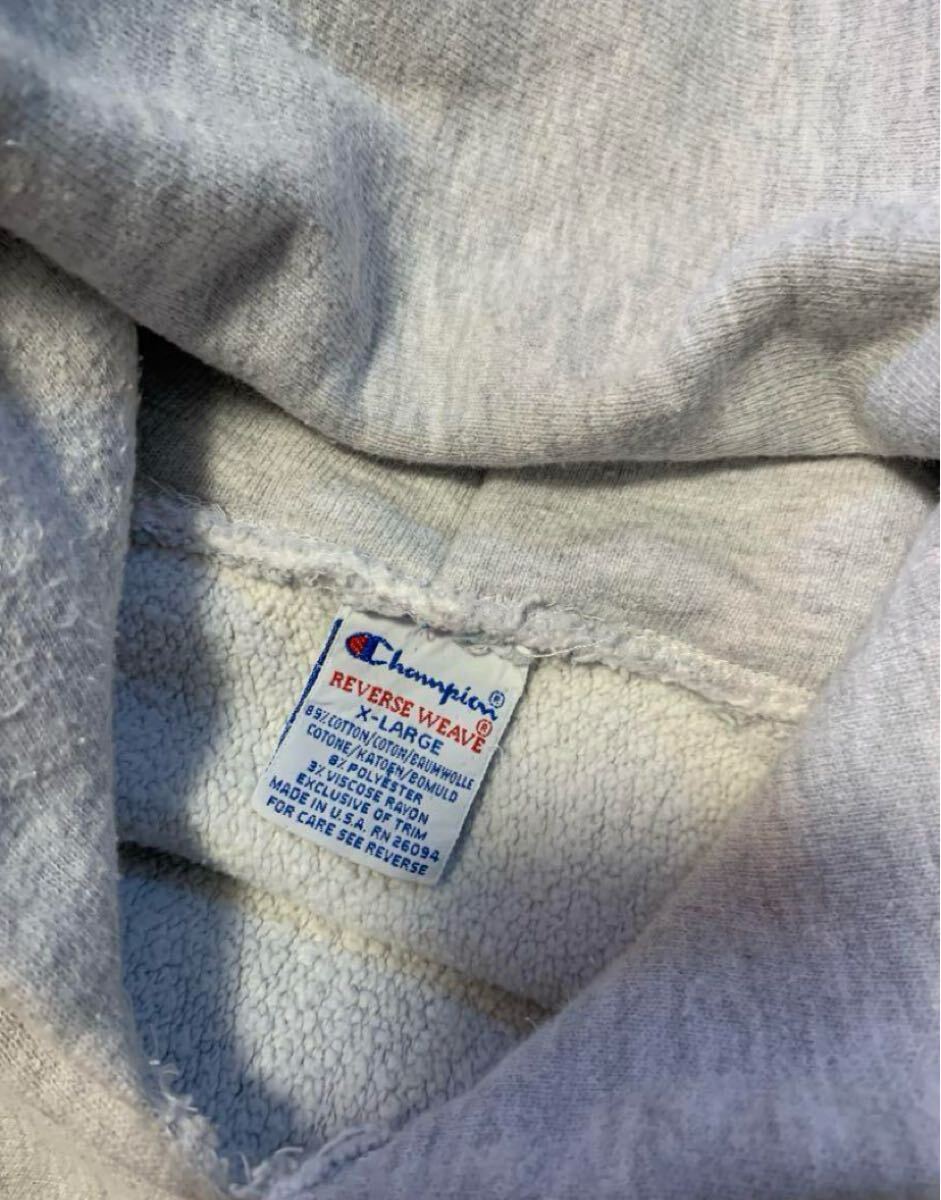 Champion®
REVERSE WEAVE®
X-LARGE
89% COTTON/COTON/BAUMWOLLE
COTONE/KATOEN/BOMULD
8% POLYESTER
3% VISCOSE RAYON
EXCLUSIVE OF TRIM
MADE IN U.S.A. RN 26094
FOR CARE SEE REVERSE